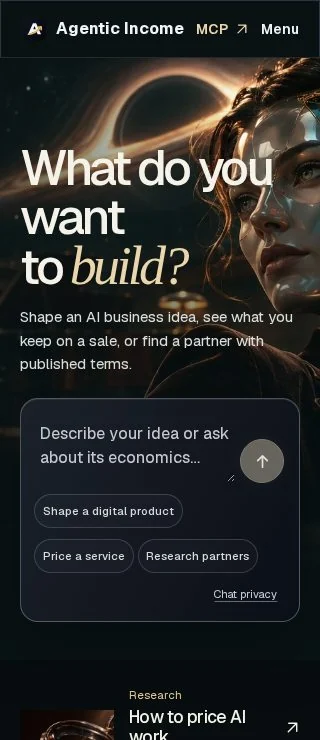 Agentic Income MCP ↗ Menu
What do you
want
to build?
Shape an AI business idea, see what you
keep on a sale, or find a partner with
published terms.
Describe your idea or ask
about its economics...
Shape a digital product
Price a service
Research partners
Chat privacy
Research
How to price AI
work